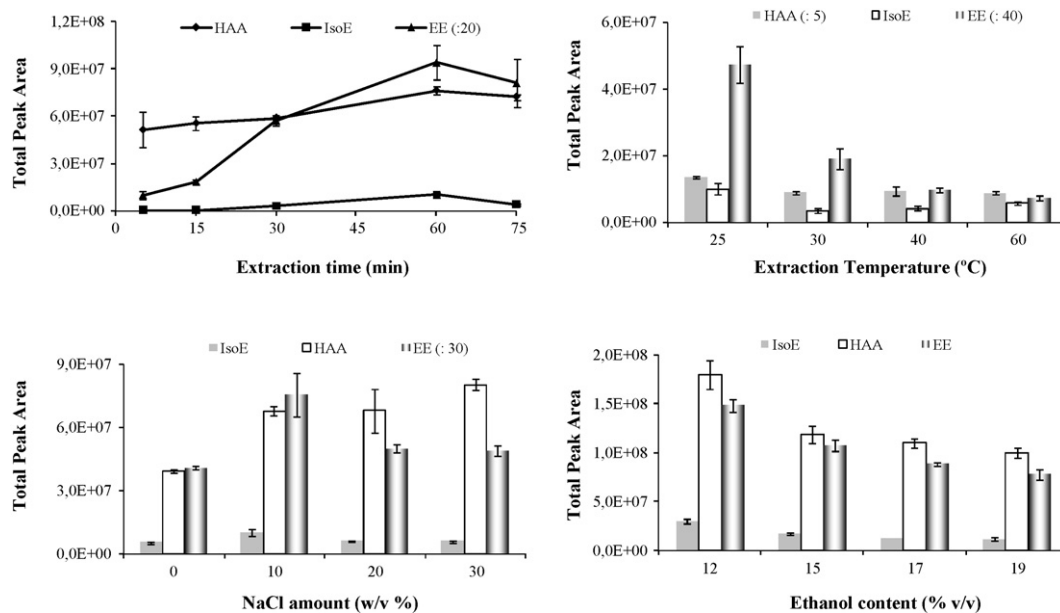 HAA IsoE EE (:20)
1,2E+08
9,0E+07
6,0E+07
3,0E+07
0,0E+00
Total Peak Area
0 15 30 45 60 75
Extraction time (min)
HAA (: 5) IsoE EE (: 40)
6,0E+07
4,0E+07
2,0E+07
0,0E+00
Total Peak Area
25 30 40 60
Extraction Temperature (ºC)
IsoE HAA EE (: 30)
9,0E+07
6,0E+07
3,0E+07
0,0E+00
Total Peak Area
0 10 20 30
NaCl amount (w/v %)
IsoE HAA EE
2,0E+08
1,5E+08
1,0E+08
5,0E+07
0,0E+00
Total Peak Area
12 15 17 19
Ethanol content (% v/v)